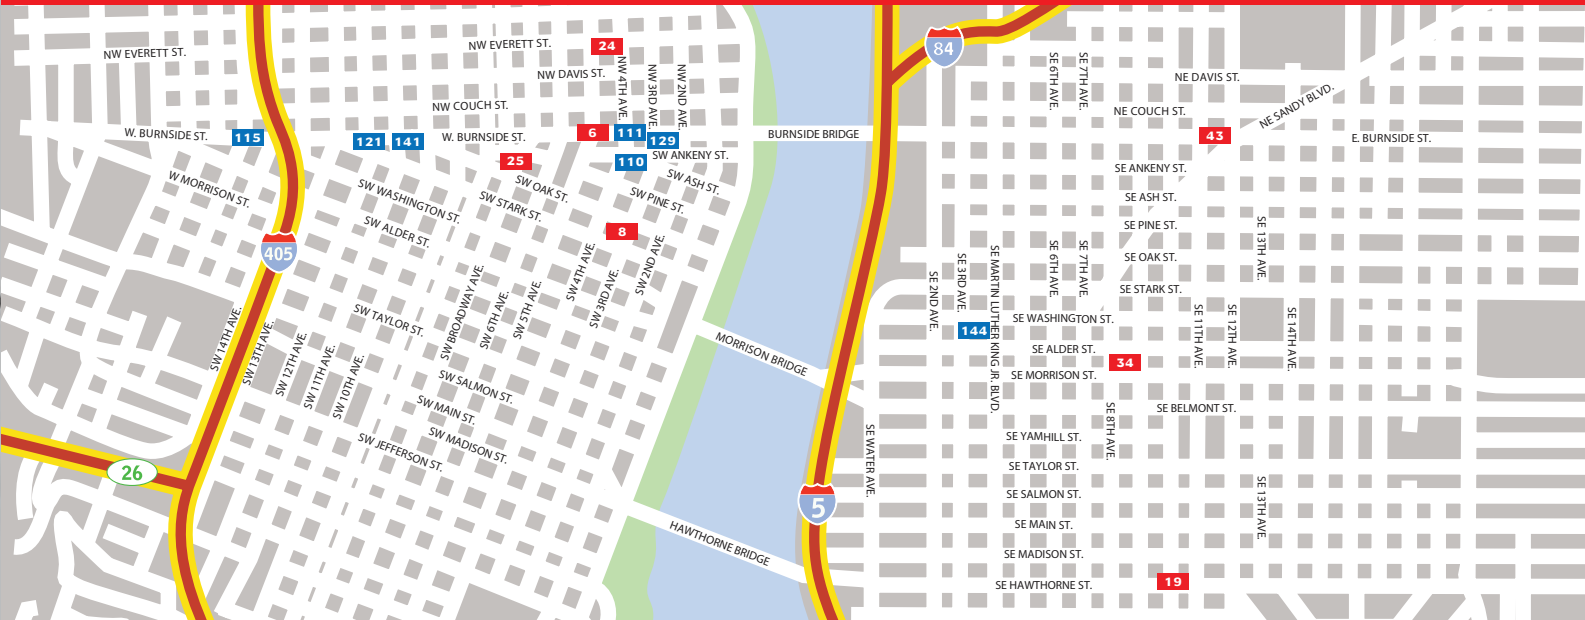 NW EVERETT ST.
NW EVERETT ST.
24
84
NW DAVIS ST.
NW 4TH AVE.
NW 3RD AVE.
NW 2ND AVE.
SE 6TH AVE.
SE 7TH AVE.
NE DAVIS ST.
NW COUCH ST.
NE COUCH ST.
NE SANDY BLVD.
W. BURNSIDE ST.
115
121
141
W. BURNSIDE ST.
6
111
129
BURNSIDE BRIDGE
43
E. BURNSIDE ST.
25
110
SW ANKENY ST.
SE ANKENY ST.
W MORRISON ST.
SW WASHINGTON ST.
SW OAK ST.
SW ASH ST.
SW STARK ST.
SW PINE ST.
SE ASH ST.
SW ALDER ST.
8
SE PINE ST.
SE 13TH AVE.
405
SW 4TH AVE.
SW 3RD AVE.
SW 2ND AVE.
SE 6TH AVE.
SE 7TH AVE.
SE OAK ST.
SE 2ND AVE.
SE 3RD AVE.
SE MARTIN LUTHER KING JR. BLVD.
SE STARK ST.
SW BROADWAY AVE.
SW 6TH AVE.
SW 5TH AVE.
SW 14TH AVE.
SW 13TH AVE.
SW 12TH AVE.
SW 11TH AVE.
SW 10TH AVE.
SW TAYLOR ST.
144
SE WASHINGTON ST.
SE 11TH AVE.
SE 12TH AVE.
SE 14TH AVE.
MORRISON BRIDGE
SE ALDER ST.
34
SE MORRISON ST.
SW SALMON ST.
SW MAIN ST.
SE 8TH AVE.
SE BELMONT ST.
SW JEFFERSON ST.
SW MADISON ST.
SE WATER AVE.
SE YAMHILL ST.
26
SE TAYLOR ST.
5
SE SALMON ST.
SE 13TH AVE.
HAWTHORNE BRIDGE
SE MAIN ST.
SE MADISON ST.
SE HAWTHORNE ST.
19